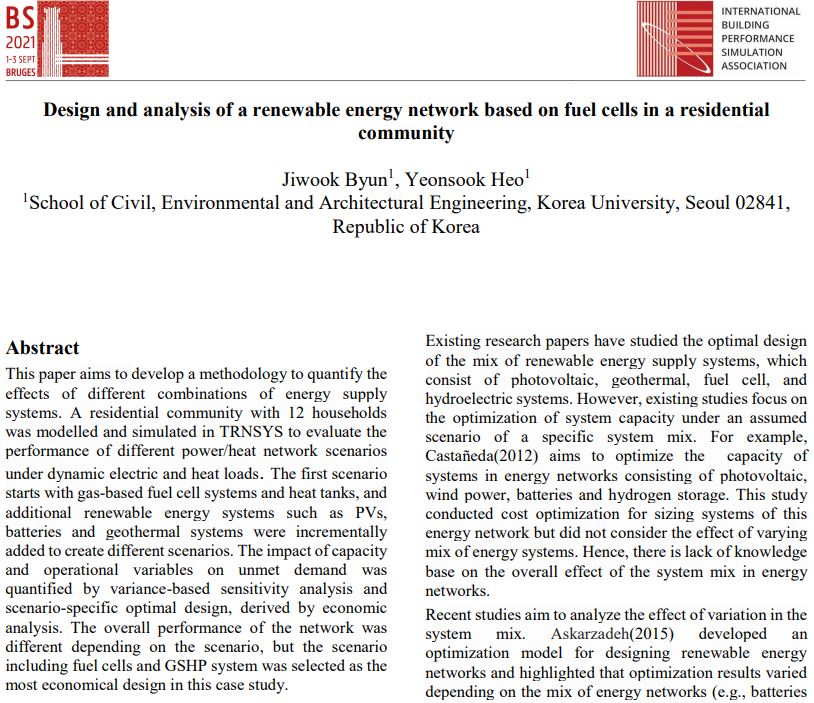 BS
2021
1-3 SEPT
BRUGES
INTERNATIONAL
BUILDING
PERFORMANCE
SIMULATION
ASSOCIATION
Design and analysis of a renewable energy network based on fuel cells in a residential
community
Jiwook Byun1, Yeonsook Heo1
1School of Civil, Environmental and Architectural Engineering, Korea University, Seoul 02841,
Republic of Korea
Abstract
This paper aims to develop a methodology to quantify the
effects of different combinations of energy supply
systems. A residential community with 12 households
was modelled and simulated in TRNSYS to evaluate the
performance of different power/heat network scenarios
under dynamic electric and heat loads. The first scenario
starts with gas-based fuel cell systems and heat tanks, and
additional renewable energy systems such as PVs,
batteries and geothermal systems were incrementally
added to create different scenarios. The impact of capacity
and operational variables on unmet demand was
quantified by variance-based sensitivity analysis and
scenario-specific optimal design, derived by economic
analysis. The overall performance of the network was
different depending on the scenario, but the scenario
including fuel cells and GSHP system was selected as the
most economical design in this case study.
Existing research papers have studied the optimal design
of the mix of renewable energy supply systems, which
consist of photovoltaic, geothermal, fuel cell, and
hydroelectric systems. However, existing studies focus on
the optimization of system capacity under an assumed
scenario of a specific system mix. For example,
Castañeda(2012) aims to optimize the capacity of
systems in energy networks consisting of photovoltaic,
wind power, batteries and hydrogen storage. This study
conducted cost optimization for sizing systems of this
energy network but did not consider the effect of varying
mix of energy systems. Hence, there is lack of knowledge
base on the overall effect of the system mix in energy
networks.
Recent studies aim to analyze the effect of variation in the
system mix. Askarzadeh(2015) developed an
optimization model for designing renewable energy
networks and highlighted that optimization results varied
depending on the mix of energy networks (e.g., batteries